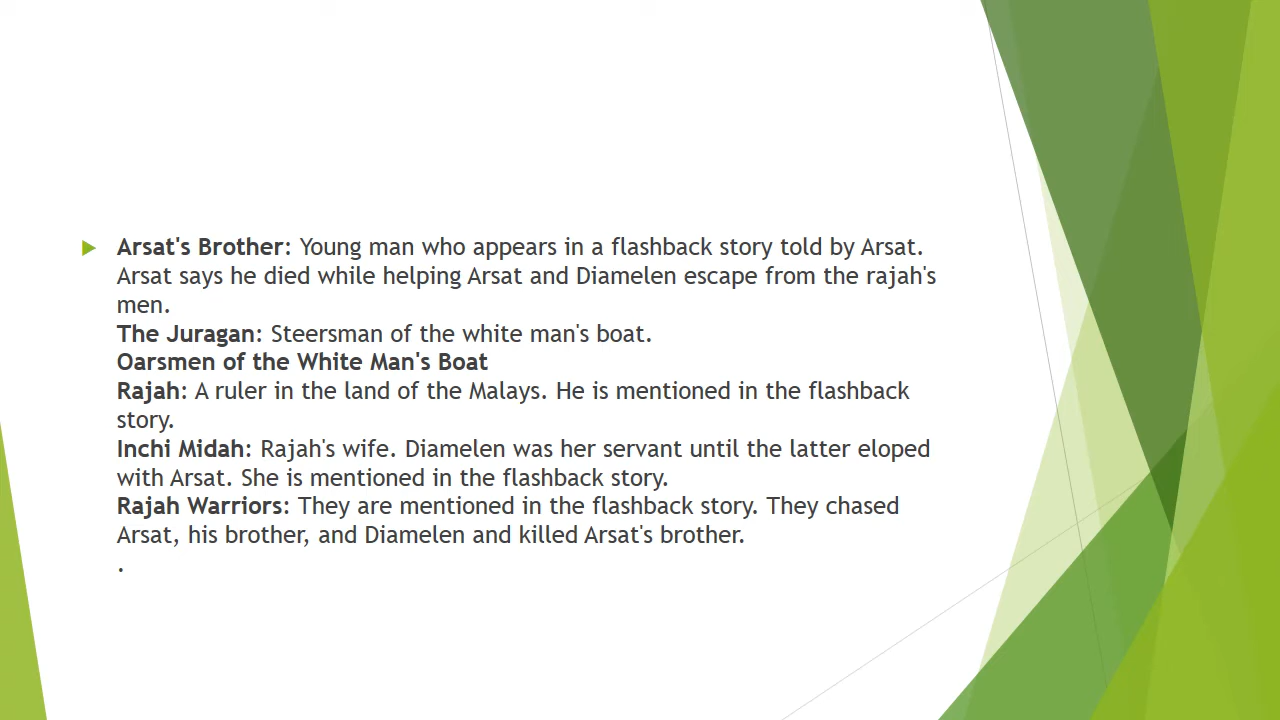 Arsat's Brother: Young man who appears in a flashback story told by Arsat.
Arsat says he died while helping Arsat and Diamelen escape from the rajah's
men.
The Juragan: Steersman of the white man's boat.
Oarsmen of the White Man's Boat
Rajah: A ruler in the land of the Malays. He is mentioned in the flashback
story.
Inchi Midah: Rajah's wife. Diamelen was her servant until the latter eloped
with Arsat. She is mentioned in the flashback story.
Rajah Warriors: They are mentioned in the flashback story. They chased
Arsat, his brother, and Diamelen and killed Arsat's brother.
.